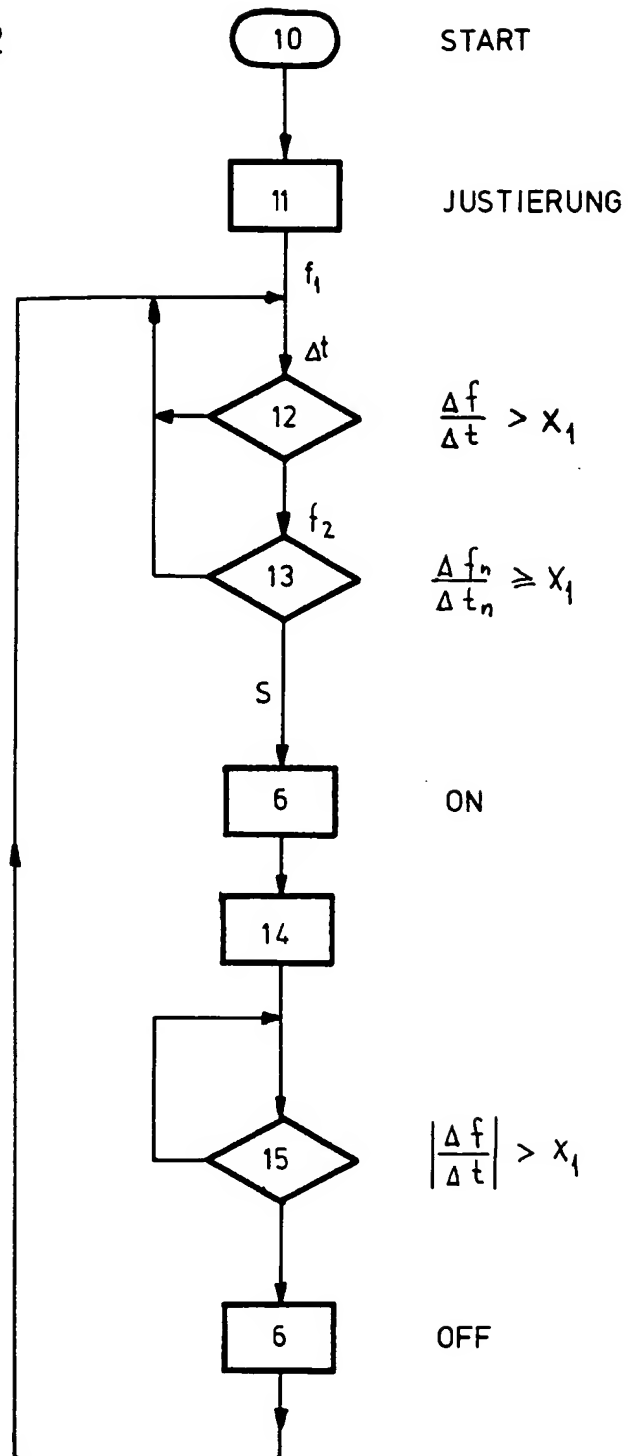 2
10 START
11 JUSTIERUNG
f₁
Δt
12 Δf/Δt > X₁
f₂
13 Δfₙ/Δtₙ ≥ X₁
S
6 ON
14
15 |Δf/Δt| > X₁
6 OFF